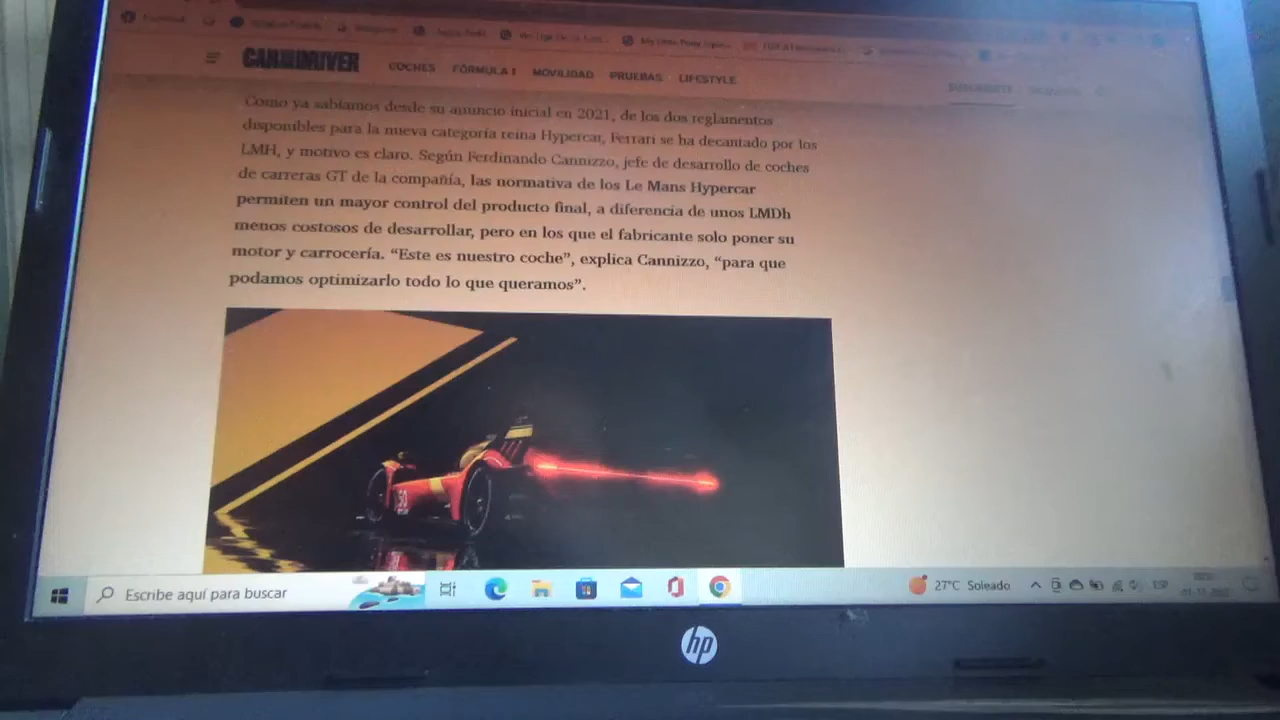 Facebook
CAR AND DRIVER
COCHES FÓRMULA 1 MOVILIDAD PRUEBAS LIFESTYLE
Como ya sabíamos desde su anuncio inicial en 2021, de los dos reglamentos
disponibles para la nueva categoría reina Hypercar, Ferrari se ha decantado por los
LMH, y motivo es claro. Según Ferdinando Cannizzo, jefe de desarrollo de coches
de carreras GT de la compañía, las normativa de los Le Mans Hypercar
permiten un mayor control del producto final, a diferencia de unos LMDh
menos costosos de desarrollar, pero en los que el fabricante solo poner su
motor y carrocería. “Este es nuestro coche”, explica Cannizzo, “para que
podamos optimizarlo todo lo que queramos”.
Escribe aquí para buscar
27°C Soleado
ESP
hp